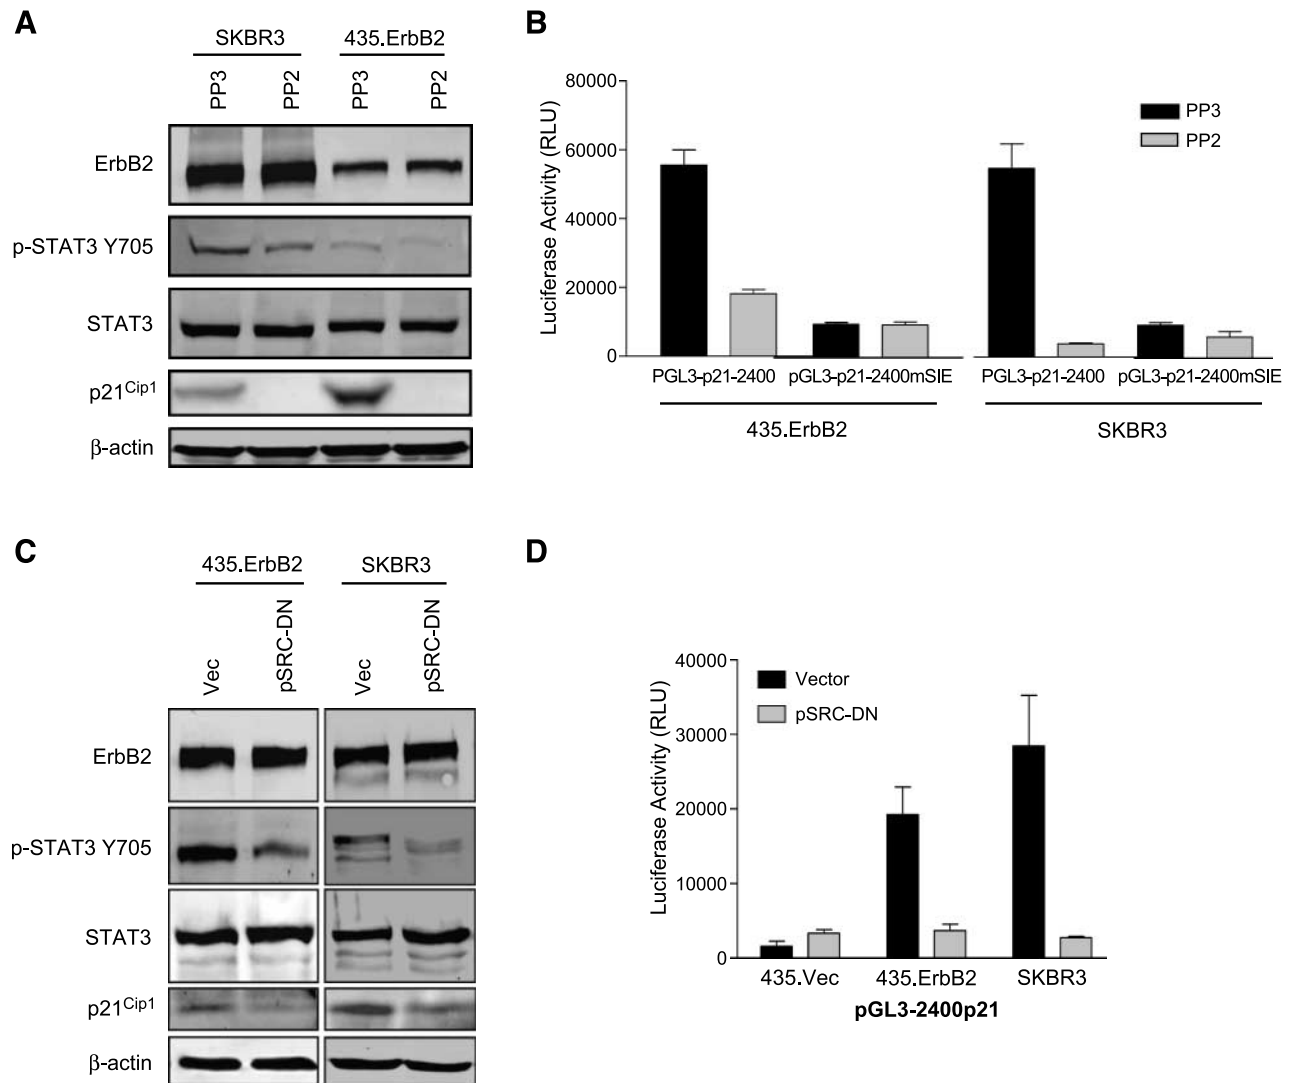 A
SKBR3 435.ErbB2
PP3 PP2 PP3 PP2
ErbB2
p-STAT3 Y705
STAT3
p21Cip1
β-actin
B
Luciferase Activity (RLU)
80000
60000
40000
20000
0
PP3
PP2
PGL3-p21-2400 pGL3-p21-2400mSIE PGL3-p21-2400 pGL3-p21-2400mSIE
435.ErbB2 SKBR3
C
435.ErbB2 SKBR3
Vec pSRC-DN Vec pSRC-DN
ErbB2
p-STAT3 Y705
STAT3
p21Cip1
β-actin
D
Luciferase Activity (RLU)
40000
30000
20000
10000
0
Vector
pSRC-DN
435.Vec 435.ErbB2 SKBR3
pGL3-2400p21